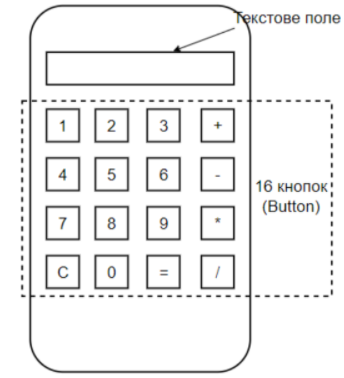 Текстове поле
1 2 3 +
4 5 6 -
7 8 9 *
C 0 = /
16 кнопок
(Button)